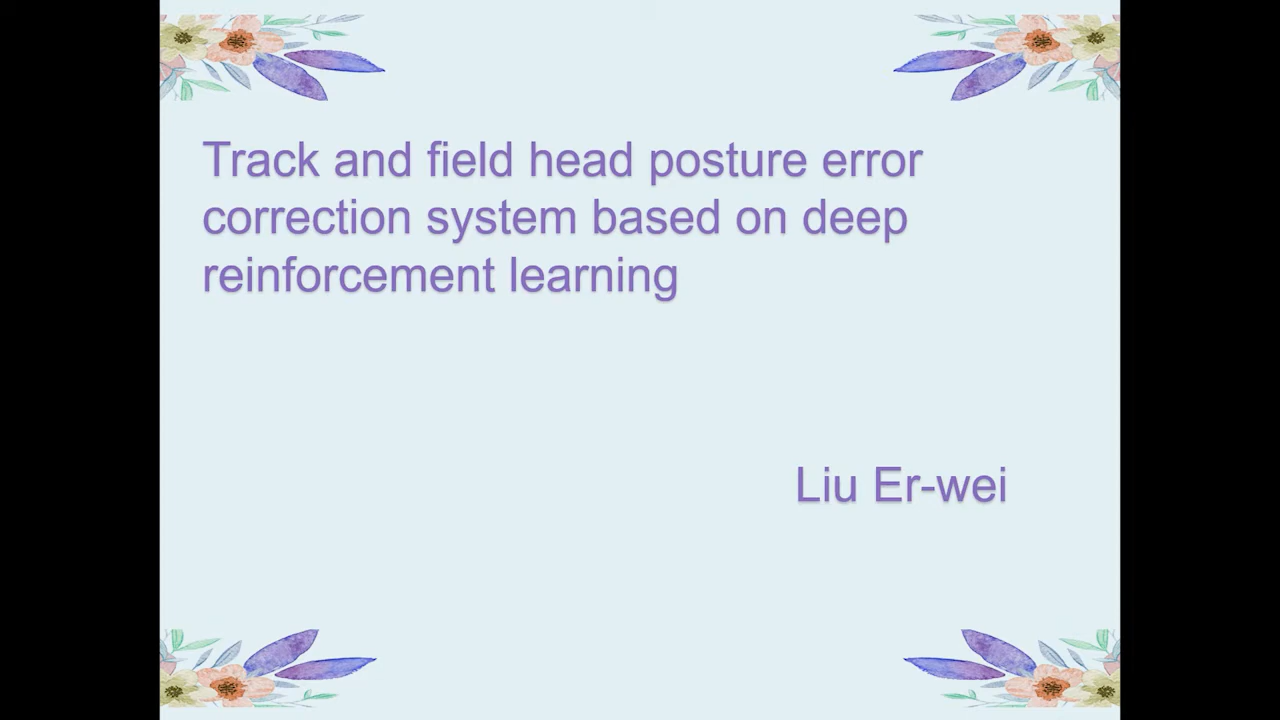 Track and field head posture error
correction system based on deep
reinforcement learning
Liu Er-wei